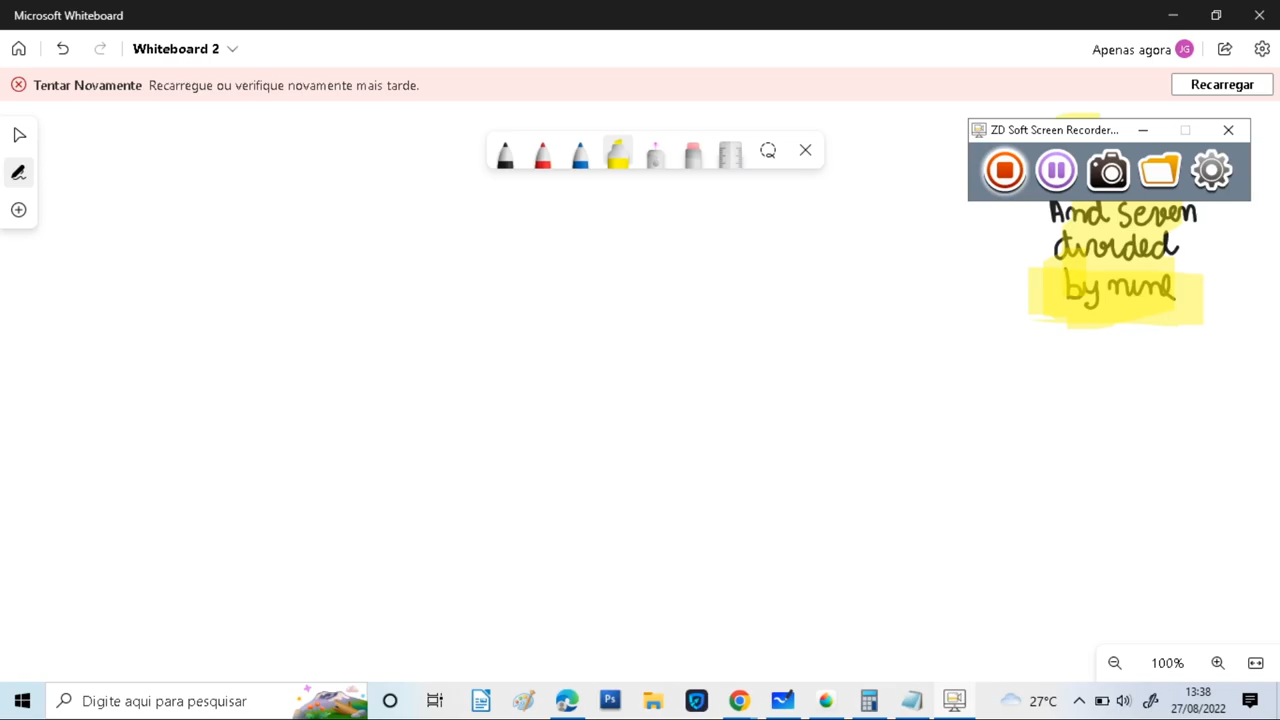 Microsoft Whiteboard
Whiteboard 2
Apenas agora JG
Tentar Novamente Recarregue ou verifique novamente mais tarde.
Recarregar
ZD Soft Screen Recorder...
And seven
divided
by nine
100%
Digite aqui para pesquisar
Ps
27°C
13:38
27/08/2022